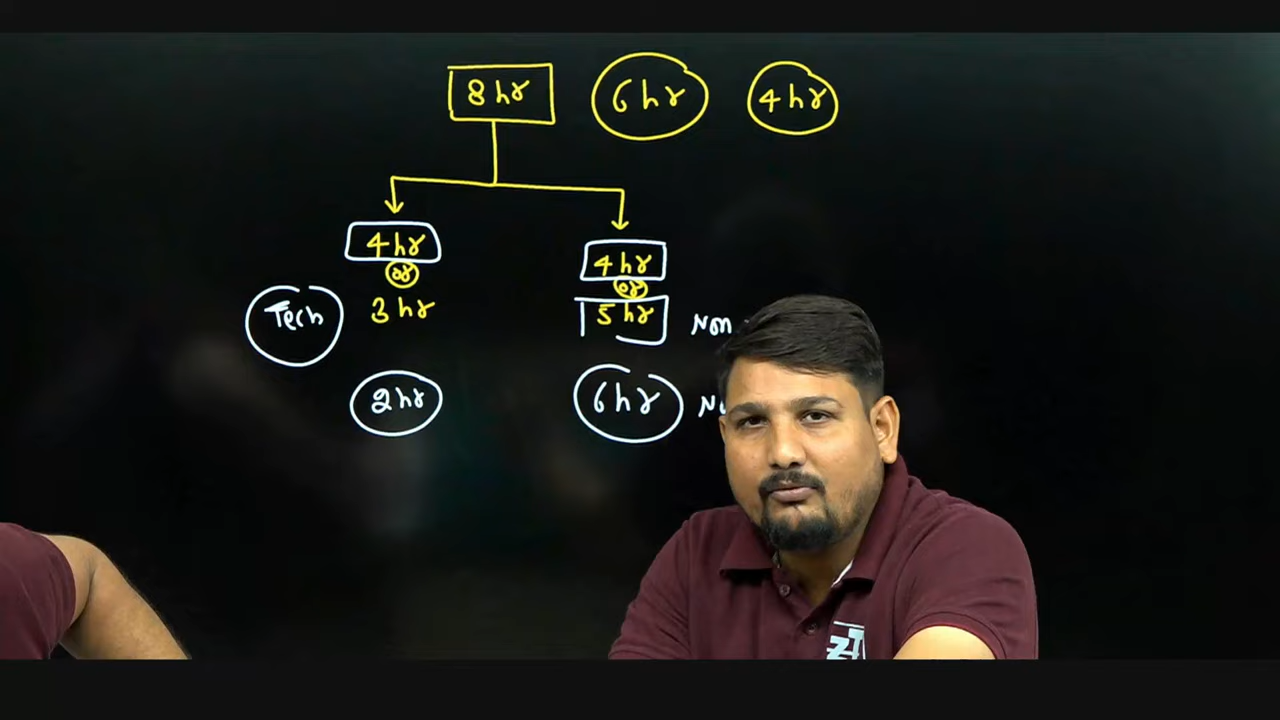 8 hr 6 hr 4 hr
4 hr 4 hr
or or
Tech 3 hr 5 hr Non
2 hr 6 hr